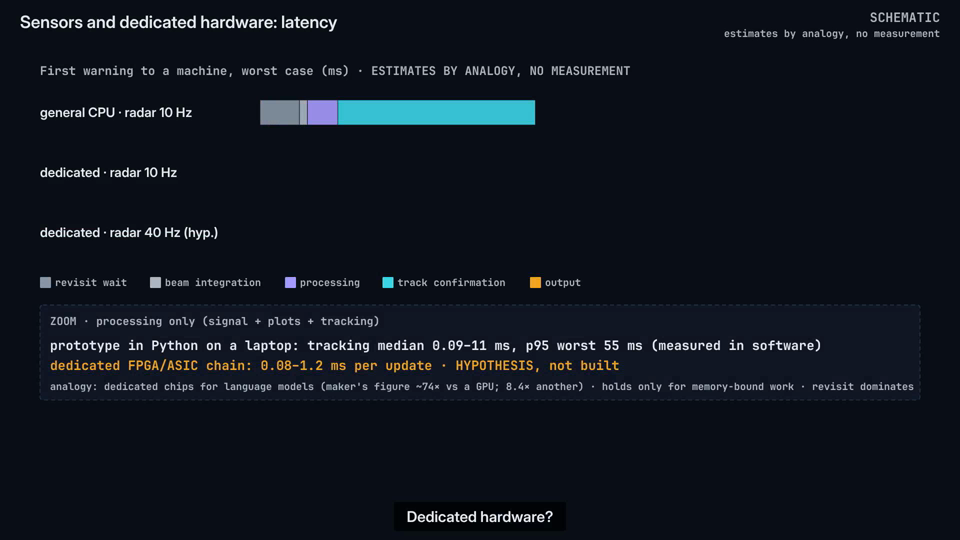 Sensors and dedicated hardware: latency
SCHEMATIC
estimates by analogy, no measurement
First warning to a machine, worst case (ms) · ESTIMATES BY ANALOGY, NO MEASUREMENT
general CPU · radar 10 Hz
dedicated · radar 10 Hz
dedicated · radar 40 Hz (hyp.)
revisit wait
beam integration
processing
track confirmation
output
ZOOM · processing only (signal + plots + tracking)
prototype in Python on a laptop: tracking median 0.09–11 ms, p95 worst 55 ms (measured in software)
dedicated FPGA/ASIC chain: 0.08–1.2 ms per update · HYPOTHESIS, not built
analogy: dedicated chips for language models (maker's figure ~74× vs a GPU; 8.4× another) · holds only for memory-bound work · revisit dominates
Dedicated hardware?